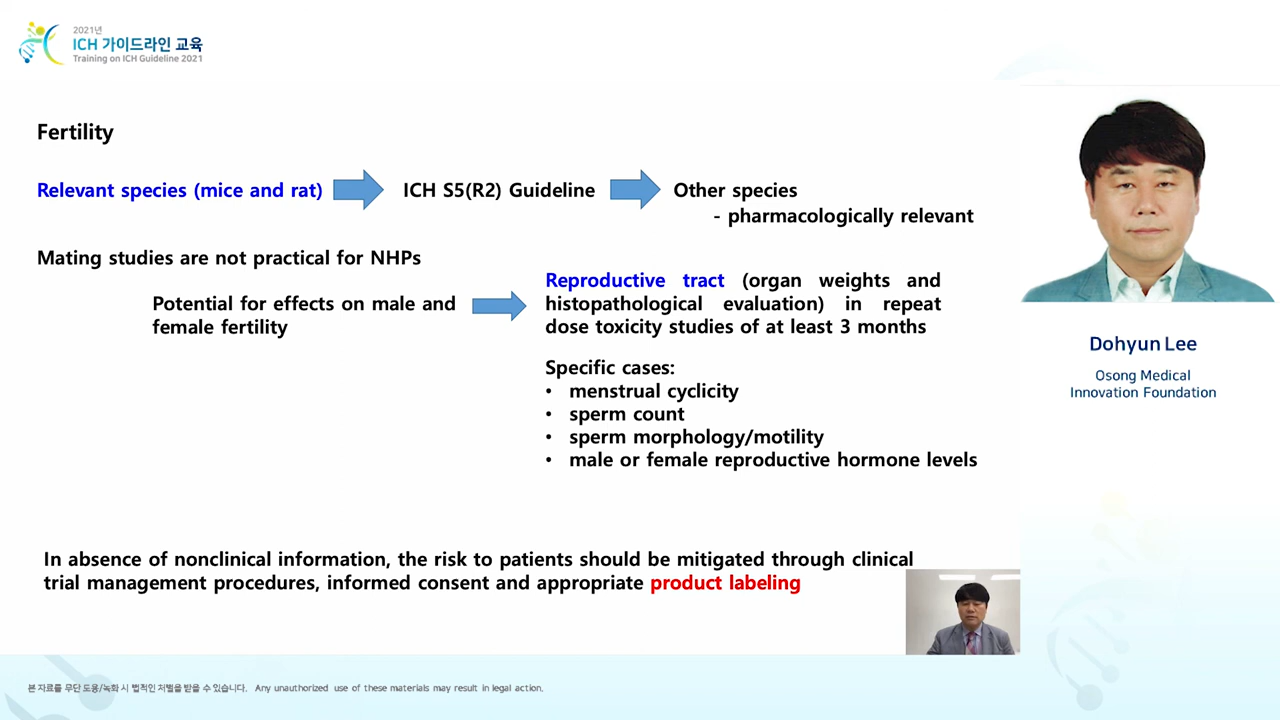 2021년
ICH 가이드라인 교육
Training on ICH Guideline 2021
Fertility
Relevant species (mice and rat)
ICH S5(R2) Guideline
Other species
- pharmacologically relevant
Mating studies are not practical for NHPs
Potential for effects on male and
female fertility
Reproductive tract (organ weights and
histopathological evaluation) in repeat
dose toxicity studies of at least 3 months
Specific cases:
• menstrual cyclicity
• sperm count
• sperm morphology/motility
• male or female reproductive hormone levels
In absence of nonclinical information, the risk to patients should be mitigated through clinical
trial management procedures, informed consent and appropriate product labeling
Dohyun Lee
Osong Medical
Innovation Foundation
본 자료를 무단 도용/녹화 시 법적인 처벌을 받을 수 있습니다. Any unauthorized use of these materials may result in legal action.